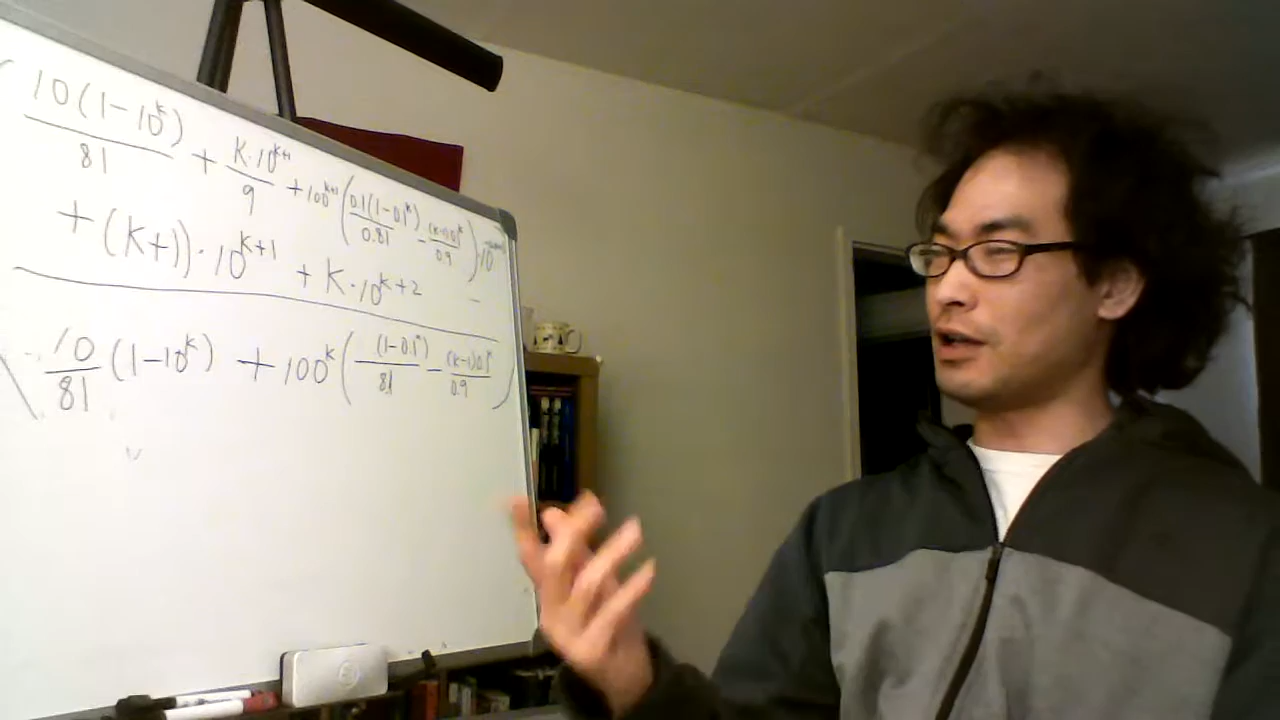 10(1-10^k)/81 + K·10^{K+1}/9 + 100^{K+1} (0.1(1-0.1^k)/0.81 - (K-1)0.1^k/0.9)·10
+ (K+1))·10^{K+1} + K·10^{K+2} -
10/81 (1-10^k) + 100^k ((1-0.1^k)/81 - (K-1)0.1^k/0.9)